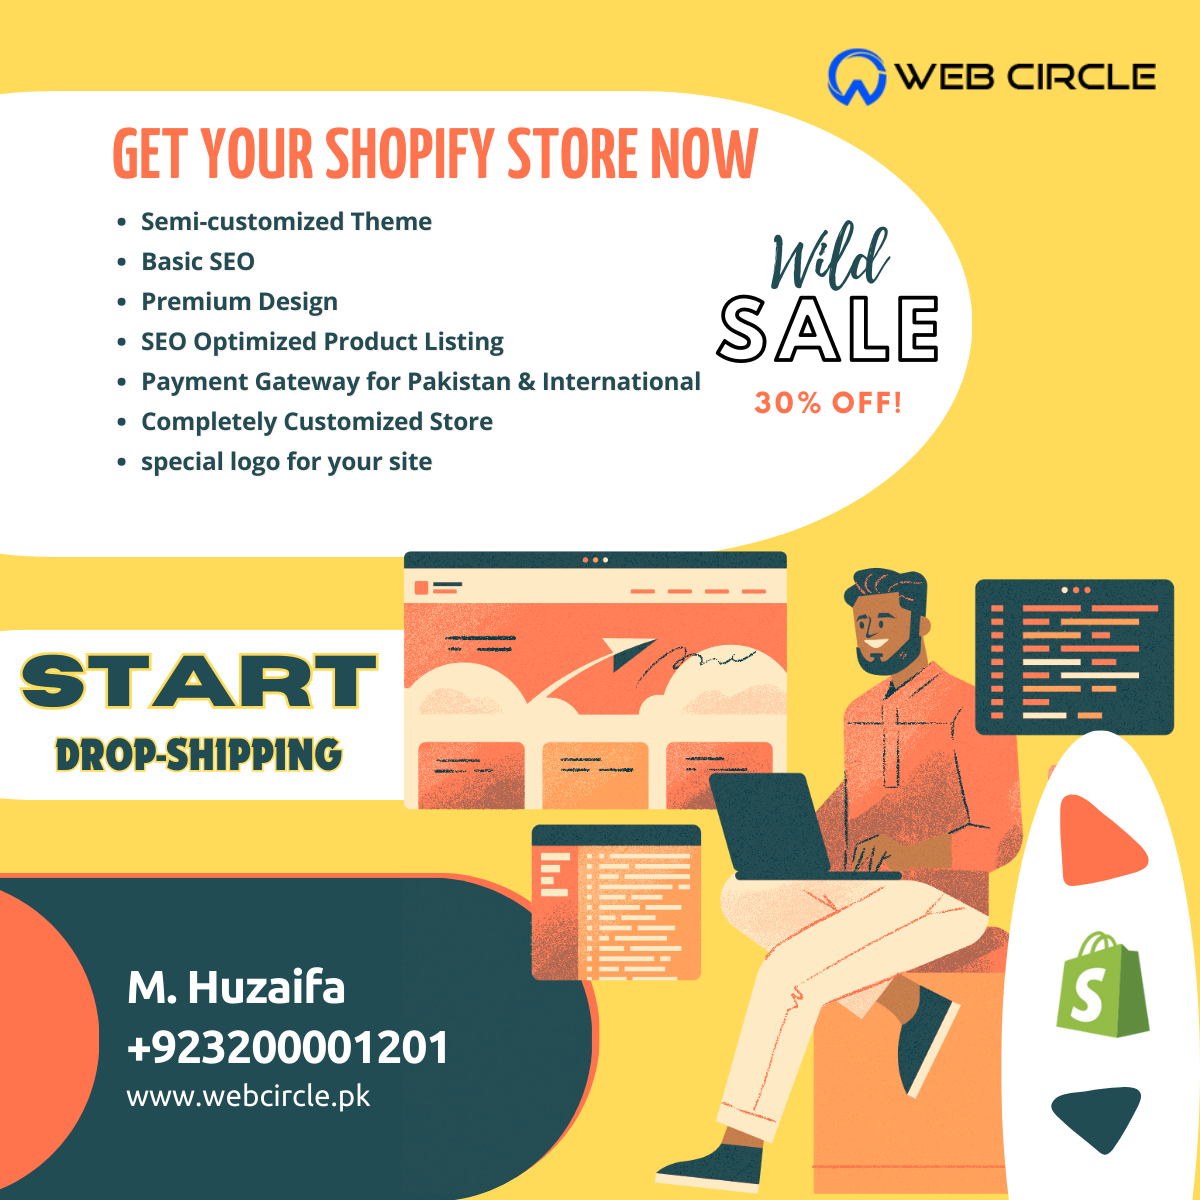 WEB CIRCLE
GET YOUR SHOPIFY STORE NOW
• Semi-customized Theme
• Basic SEO
• Premium Design
• SEO Optimized Product Listing
• Payment Gateway for Pakistan & International
• Completely Customized Store
• special logo for your site
Wild
SALE
30% OFF!
START
DROP-SHIPPING
M. Huzaifa
+923200001201
www.webcircle.pk
S